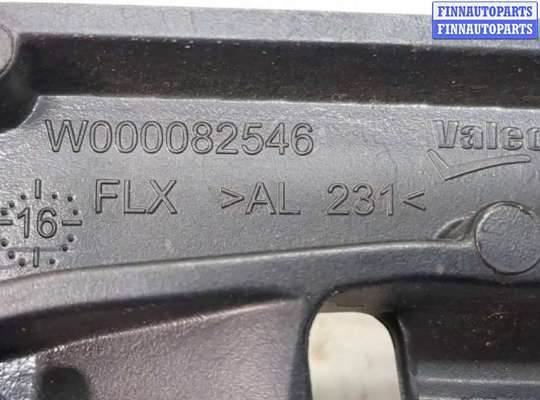 FINNAUTOPARTS
FINNAUTOPARTS
W000082546
Valeo
FLX >AL 231<
16